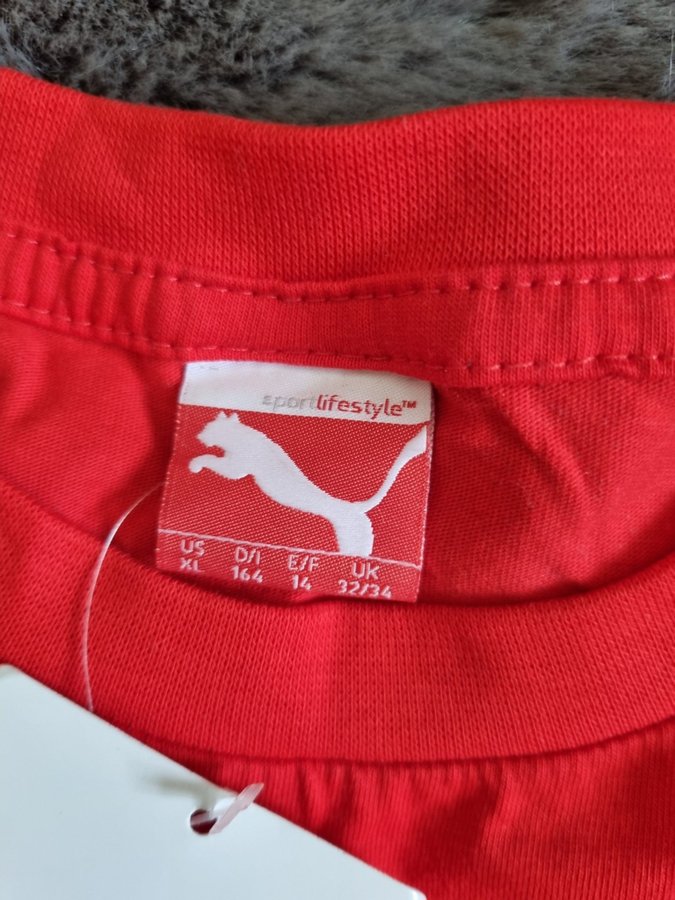 sportlifestyle™
US D/I E/F UK
XL 164 14 32/34